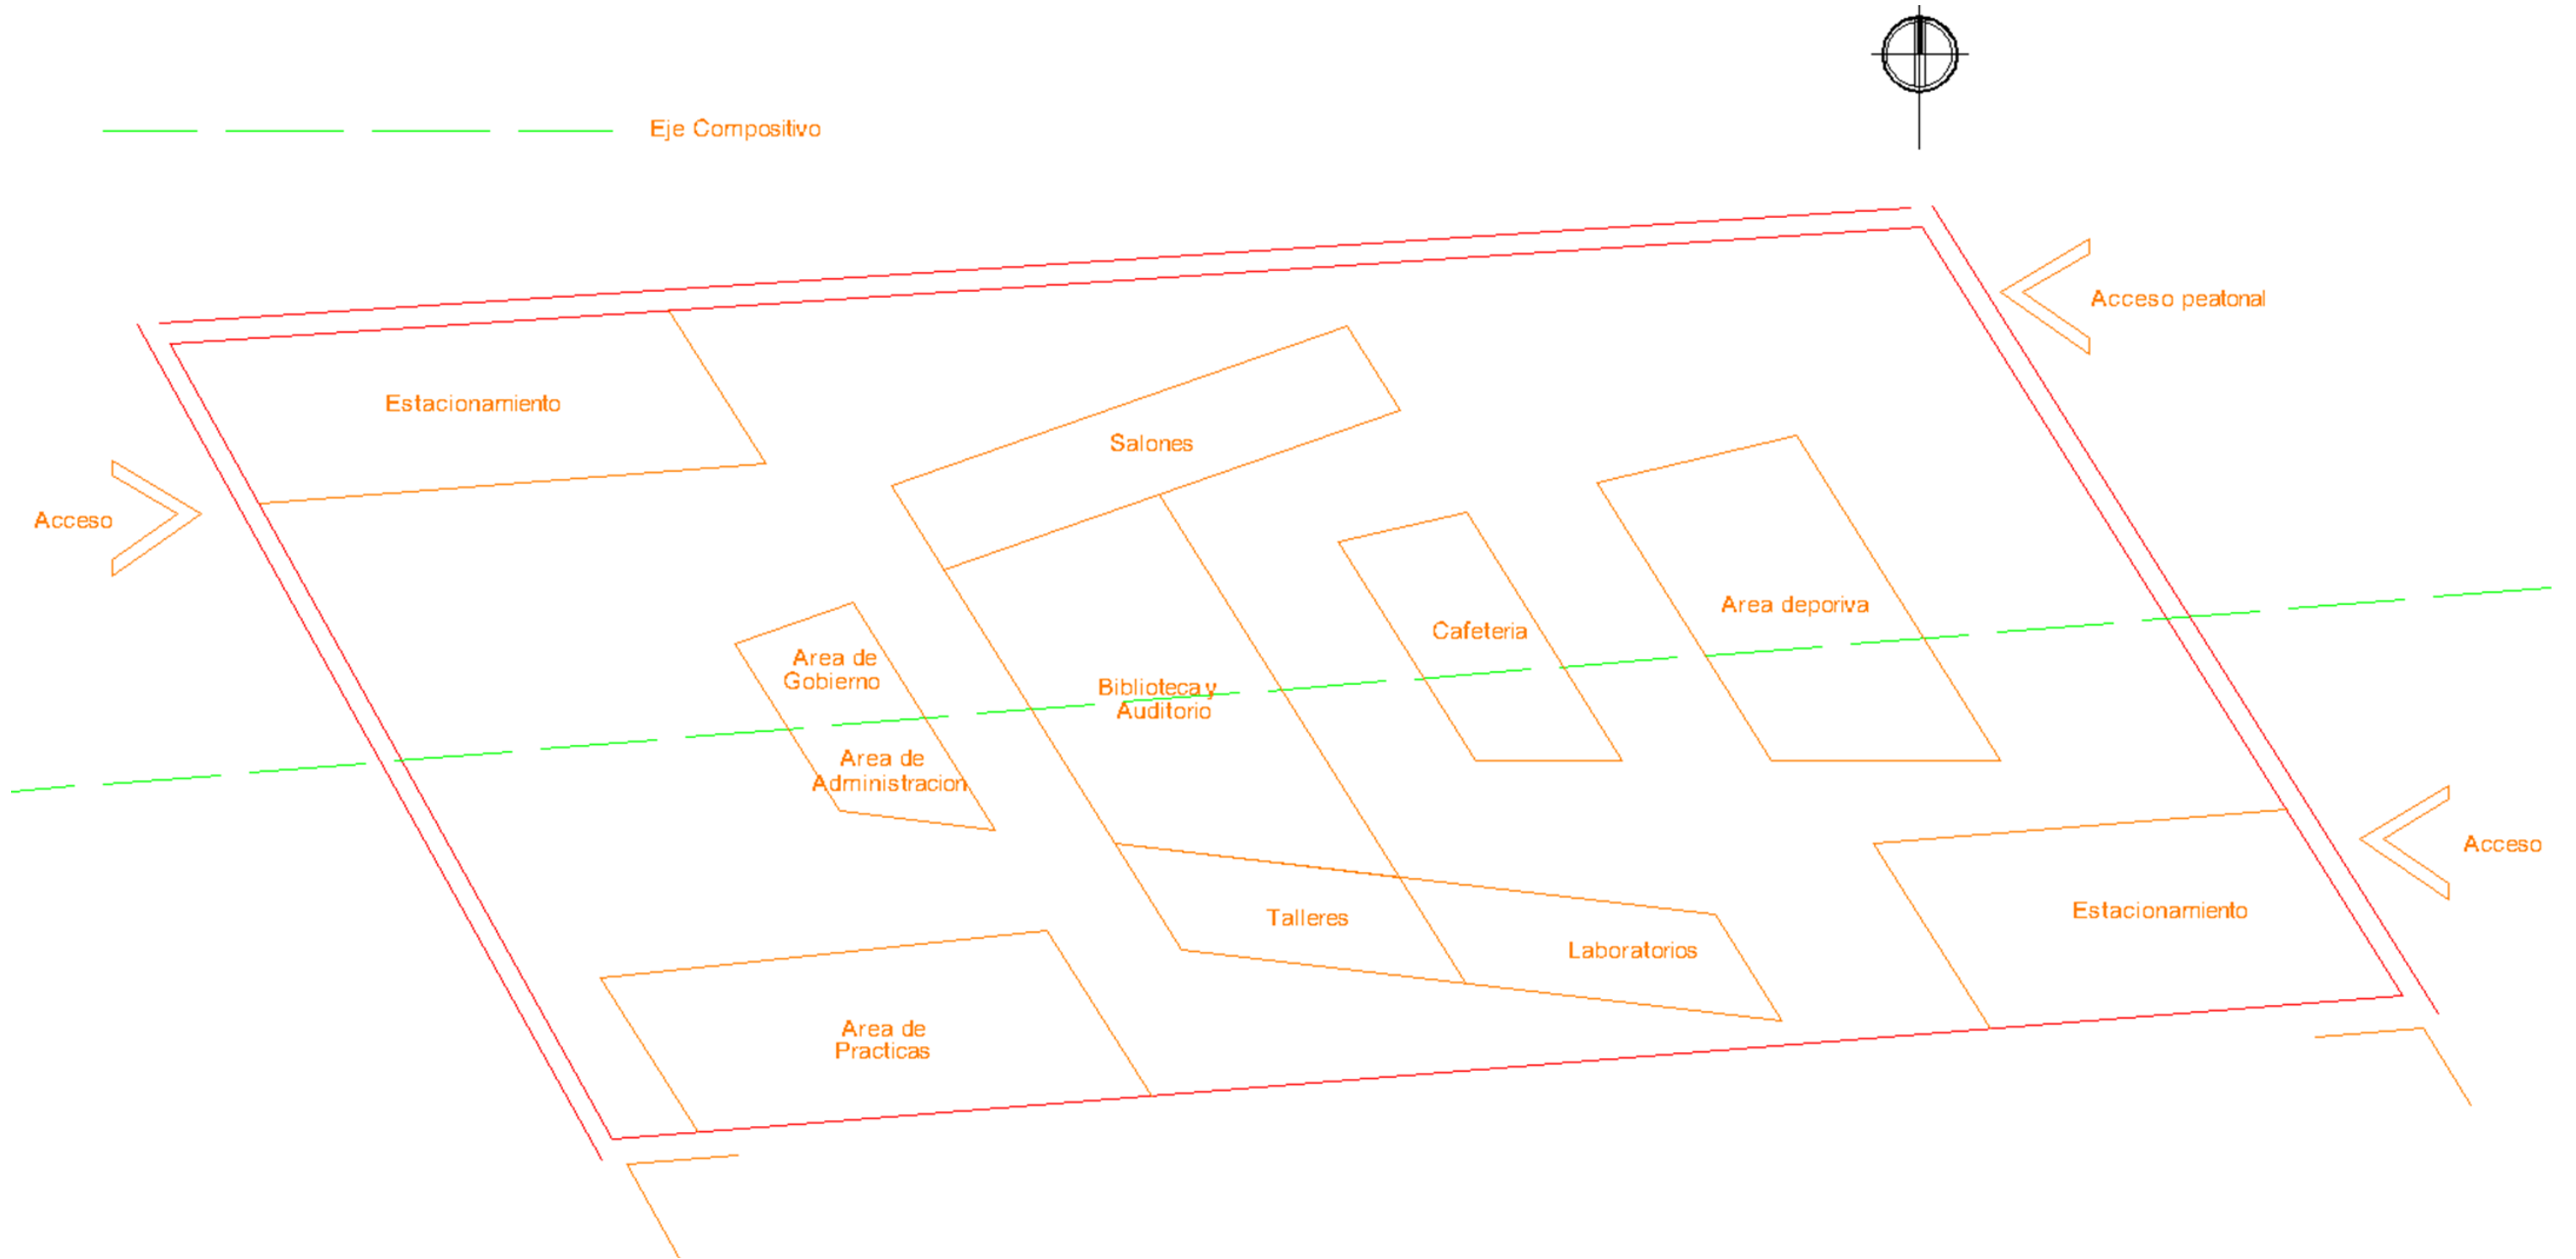 Eje Compositivo
Acceso peatonal
Estacionamiento
Salones
Acceso
Area deporiva
Cafeteria
Area de
Gobierno
Biblioteca y
Auditorio
Area de
Administracion
Acceso
Estacionamiento
Talleres
Laboratorios
Area de
Practicas